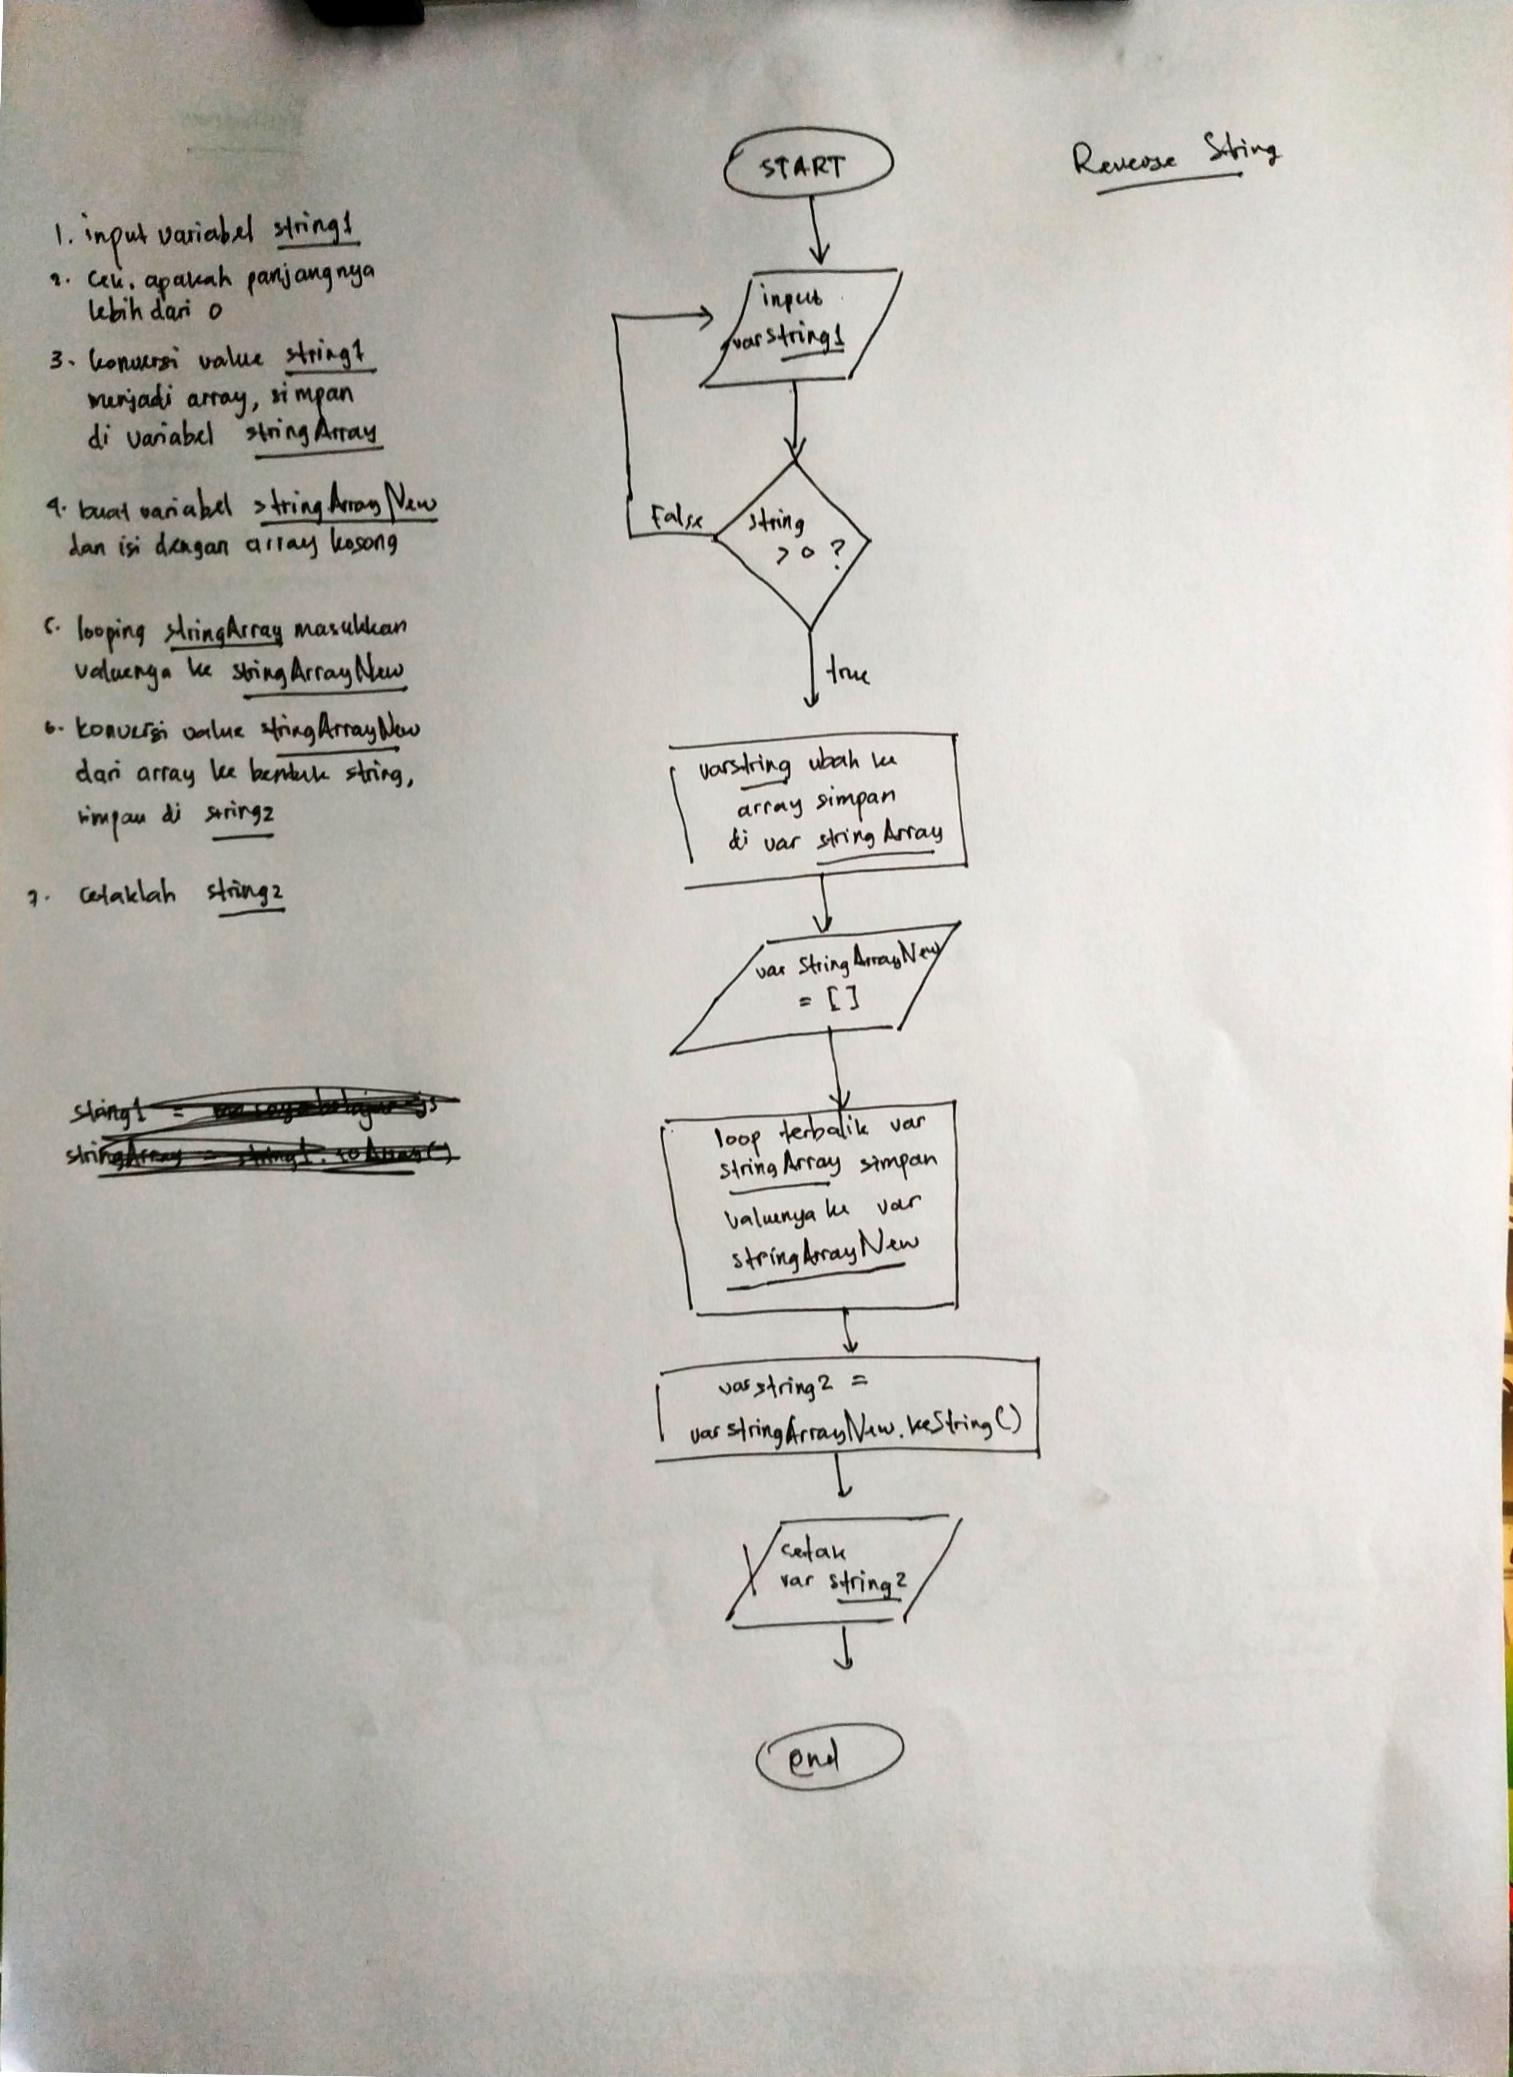 Reverse String
1. input variabel string1
2. cek. apakah panjangnya
lebih dari 0
3. konversi value string1
menjadi array, simpan
di variabel stringArray
4. buat variabel stringArrayNew
dan isi dengan array kosong
5. looping stringArray masukkan
valuenya ke stringArrayNew
6. konversi value stringArrayNew
dari array ke bentuk string,
simpan di string2
7. cetaklah string2
string1 =
stringArray = string1.toArray()
START
input
var string1
string
> 0 ?
False
true
varstring ubah ke
array simpan
di var stringArray
var StringArrayNew
= [ ]
loop terbalik var
stringArray simpan
valuenya ke var
stringArrayNew
var string2 =
var stringArrayNew.keString()
cetak
var string2
end